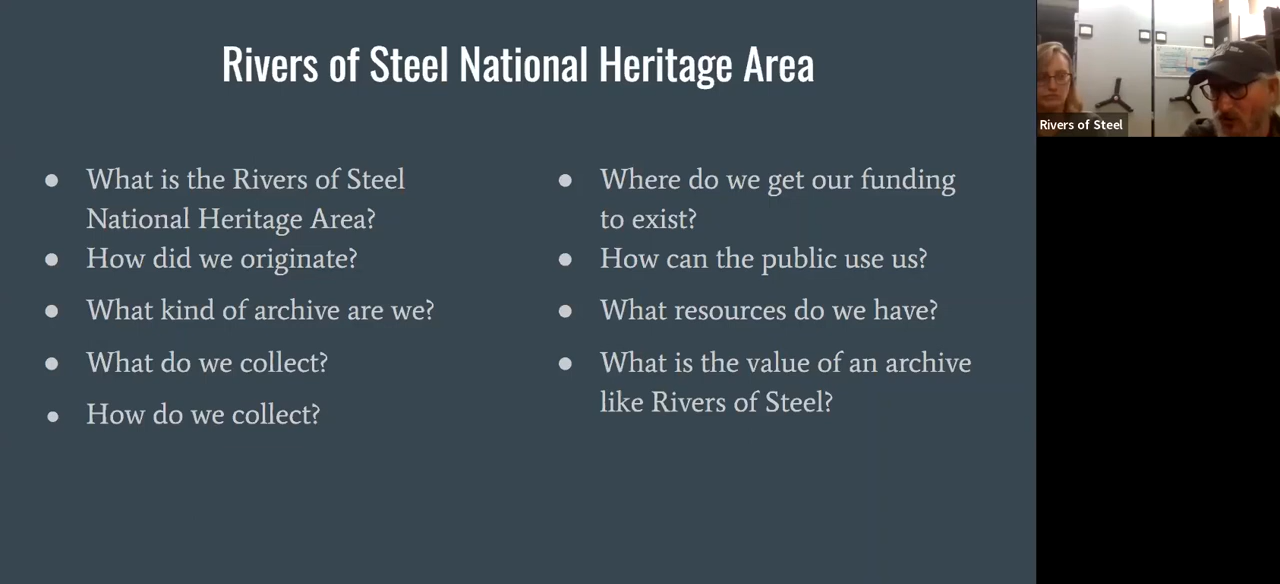 Rivers of Steel National Heritage Area
● What is the Rivers of Steel
National Heritage Area?
● How did we originate?
● What kind of archive are we?
● What do we collect?
● How do we collect?
● Where do we get our funding
to exist?
● How can the public use us?
● What resources do we have?
● What is the value of an archive
like Rivers of Steel?
Rivers of Steel